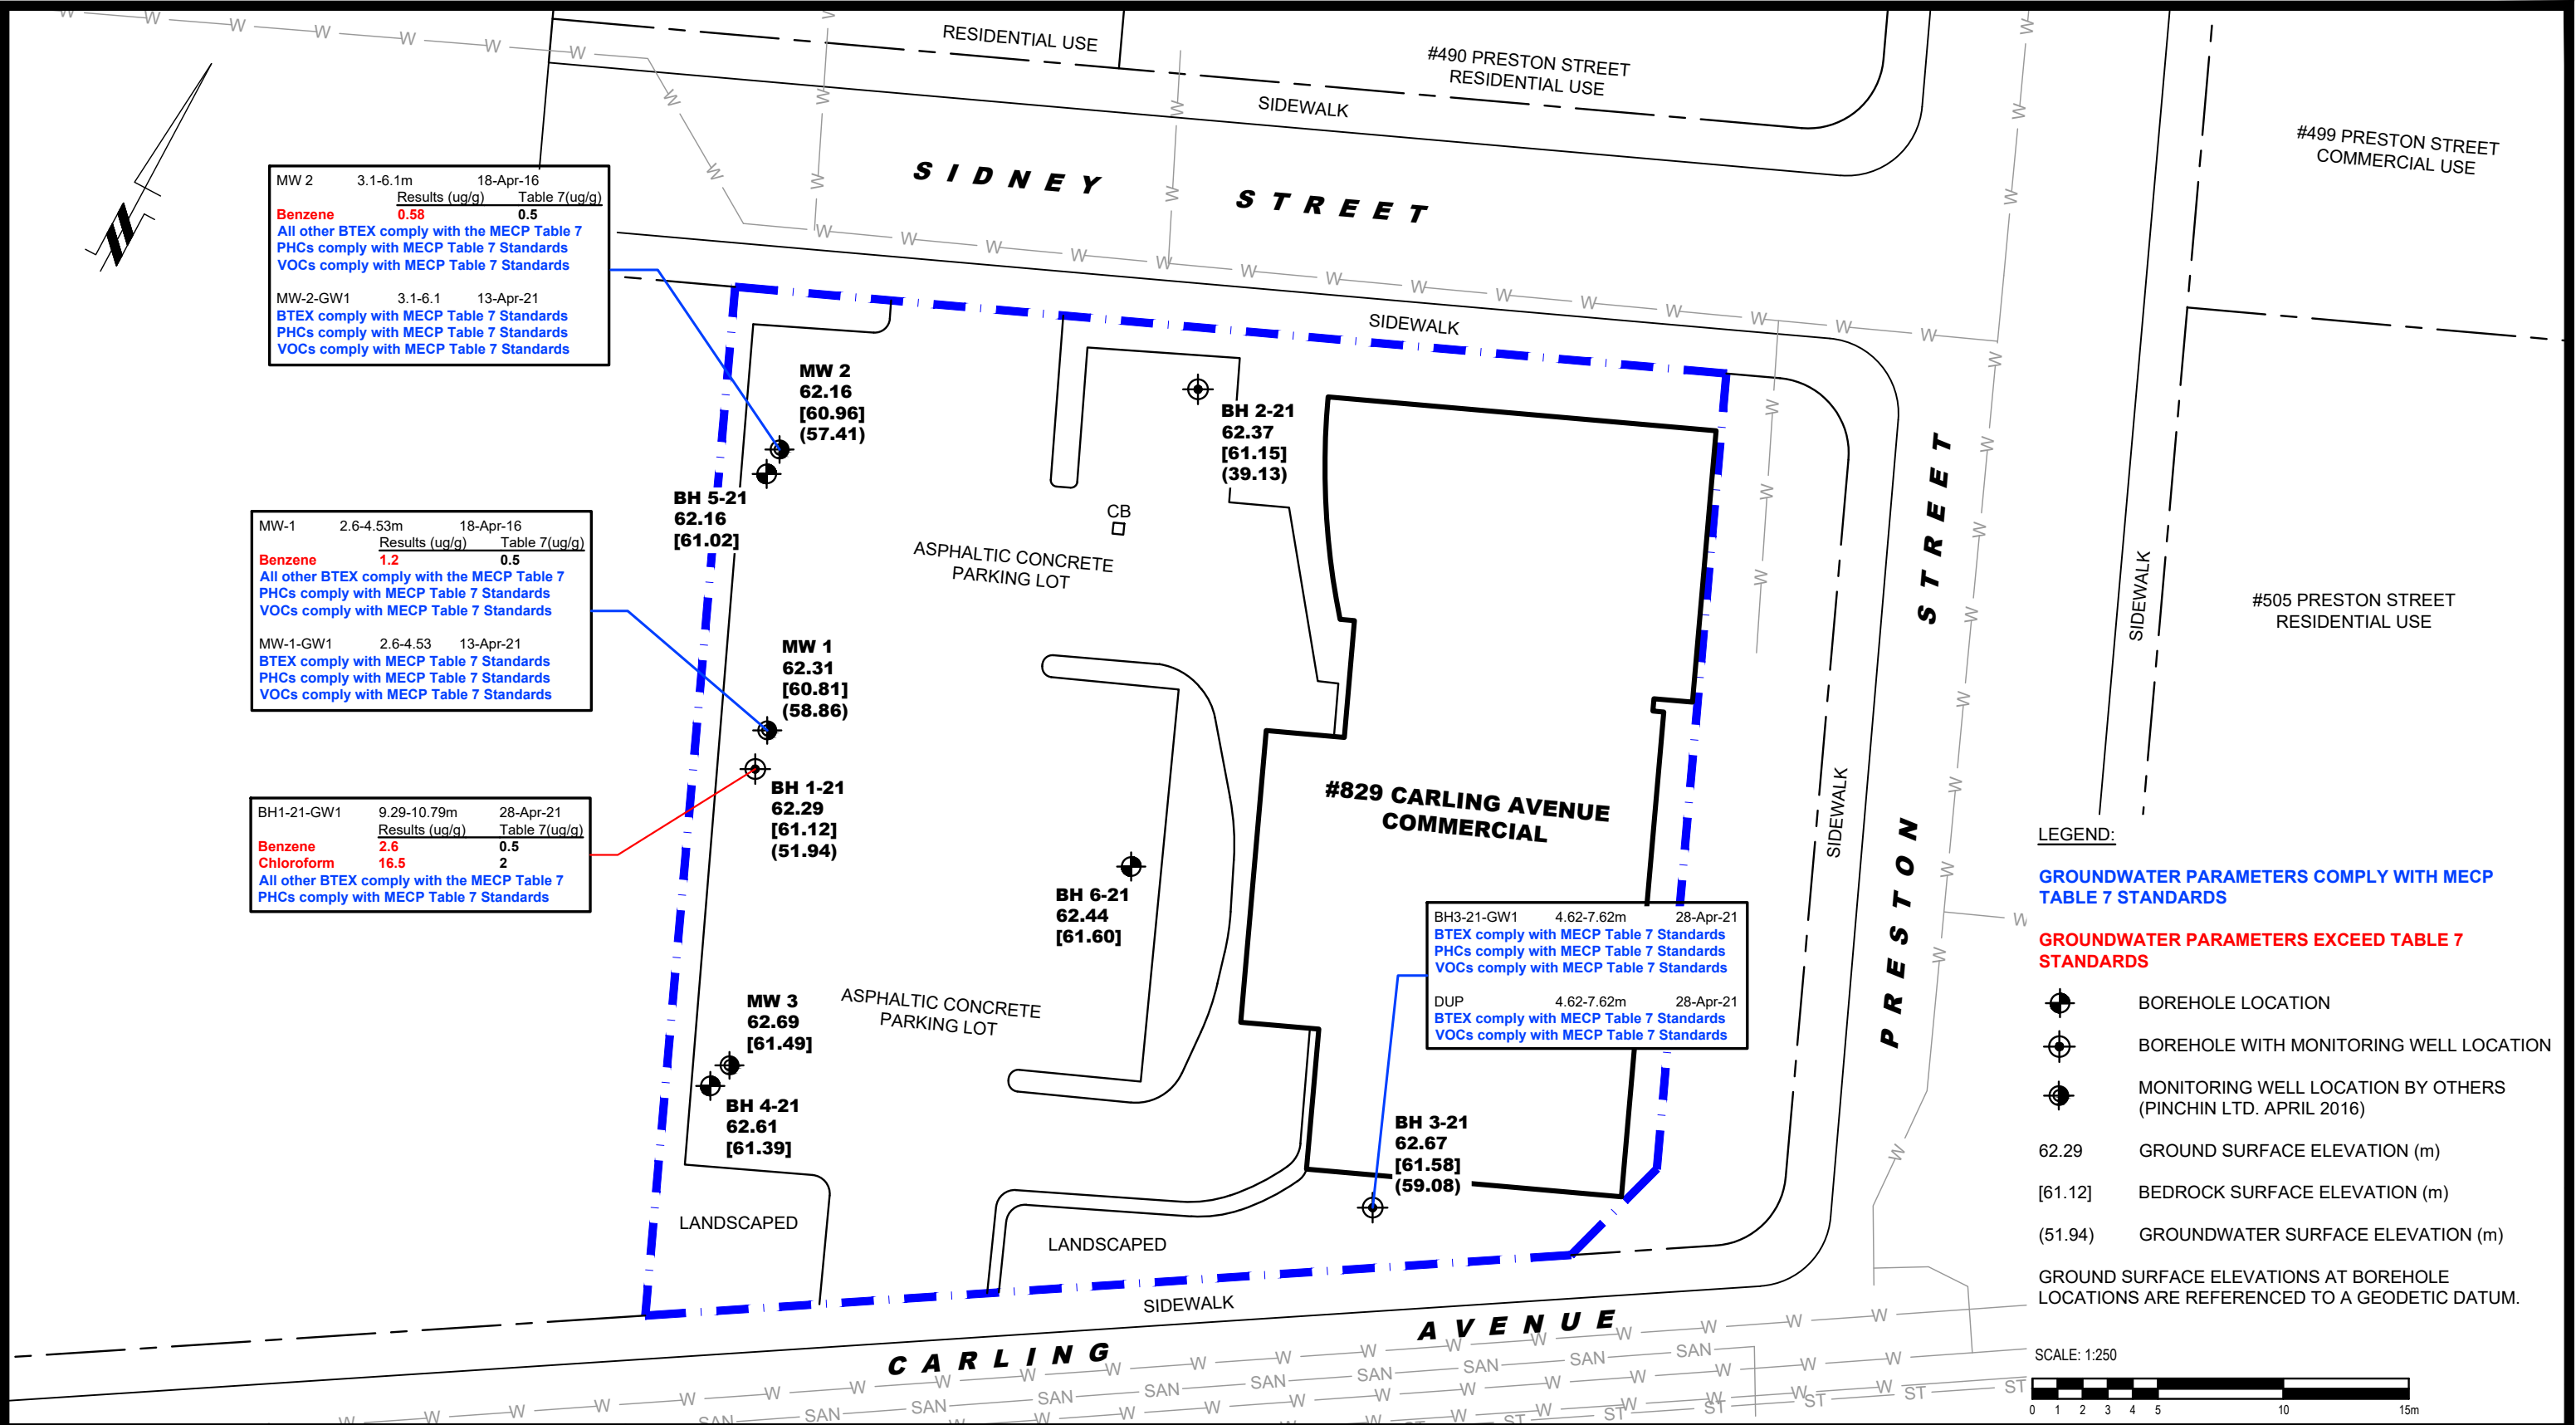 RESIDENTIAL USE
#490 PRESTON STREET
RESIDENTIAL USE
SIDEWALK
#499 PRESTON STREET
COMMERCIAL USE
SIDNEY STREET
MW 2 3.1-6.1m 18-Apr-16
Results (ug/g) Table 7(ug/g)
Benzene 0.58 0.5
All other BTEX comply with the MECP Table 7
PHCs comply with MECP Table 7 Standards
VOCs comply with MECP Table 7 Standards
MW-2-GW1 3.1-6.1 13-Apr-21
BTEX comply with MECP Table 7 Standards
PHCs comply with MECP Table 7 Standards
VOCs comply with MECP Table 7 Standards
SIDEWALK
MW 2
62.16
[60.96]
(57.41)
BH 2-21
62.37
[61.15]
(39.13)
BH 5-21
62.16
[61.02]
CB
ASPHALTIC CONCRETE
PARKING LOT
MW-1 2.6-4.53m 18-Apr-16
Results (ug/g) Table 7(ug/g)
Benzene 1.2 0.5
All other BTEX comply with the MECP Table 7
PHCs comply with MECP Table 7 Standards
VOCs comply with MECP Table 7 Standards
MW-1-GW1 2.6-4.53 13-Apr-21
BTEX comply with MECP Table 7 Standards
PHCs comply with MECP Table 7 Standards
VOCs comply with MECP Table 7 Standards
MW 1
62.31
[60.81]
(58.86)
BH 1-21
62.29
[61.12]
(51.94)
BH1-21-GW1 9.29-10.79m 28-Apr-21
Results (ug/g) Table 7(ug/g)
Benzene 2.6 0.5
Chloroform 16.5 2
All other BTEX comply with the MECP Table 7
PHCs comply with MECP Table 7 Standards
#829 CARLING AVENUE
COMMERCIAL
BH 6-21
62.44
[61.60]
BH3-21-GW1 4.62-7.62m 28-Apr-21
BTEX comply with MECP Table 7 Standards
PHCs comply with MECP Table 7 Standards
VOCs comply with MECP Table 7 Standards
DUP 4.62-7.62m 28-Apr-21
BTEX comply with MECP Table 7 Standards
VOCs comply with MECP Table 7 Standards
MW 3
62.69
[61.49]
ASPHALTIC CONCRETE
PARKING LOT
BH 4-21
62.61
[61.39]
BH 3-21
62.67
[61.58]
(59.08)
LANDSCAPED
LANDSCAPED
SIDEWALK
CARLING AVENUE
SIDEWALK
PRESTON STREET
SIDEWALK
#505 PRESTON STREET
RESIDENTIAL USE
LEGEND:
GROUNDWATER PARAMETERS COMPLY WITH MECP
TABLE 7 STANDARDS
GROUNDWATER PARAMETERS EXCEED TABLE 7
STANDARDS
BOREHOLE LOCATION
BOREHOLE WITH MONITORING WELL LOCATION
MONITORING WELL LOCATION BY OTHERS
(PINCHIN LTD. APRIL 2016)
62.29 GROUND SURFACE ELEVATION (m)
[61.12] BEDROCK SURFACE ELEVATION (m)
(51.94) GROUNDWATER SURFACE ELEVATION (m)
GROUND SURFACE ELEVATIONS AT BOREHOLE
LOCATIONS ARE REFERENCED TO A GEODETIC DATUM.
SCALE: 1:250
0 1 2 3 4 5 10 15m